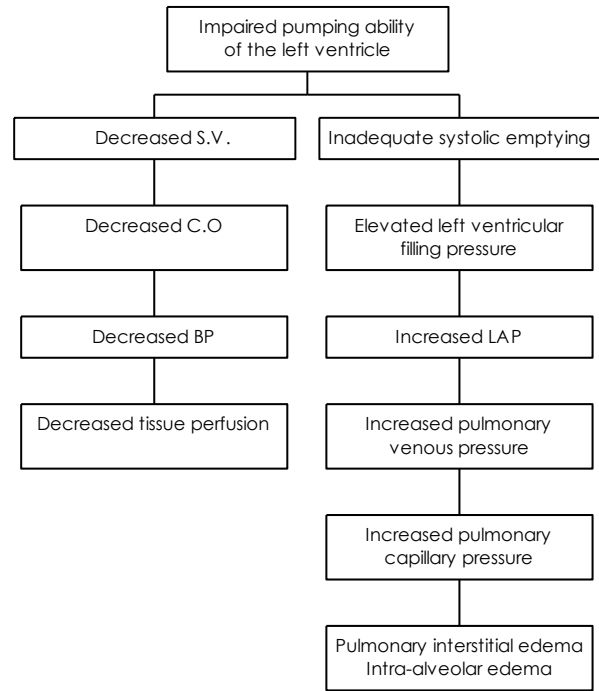 Impaired pumping ability
of the left ventricle
Decreased S.V.
Inadequate systolic emptying
Decreased C.O
Elevated left ventricular
filling pressure
Decreased BP
Increased LAP
Decreased tissue perfusion
Increased pulmonary
venous pressure
Increased pulmonary
capillary pressure
Pulmonary interstitial edema
Intra-alveolar edema